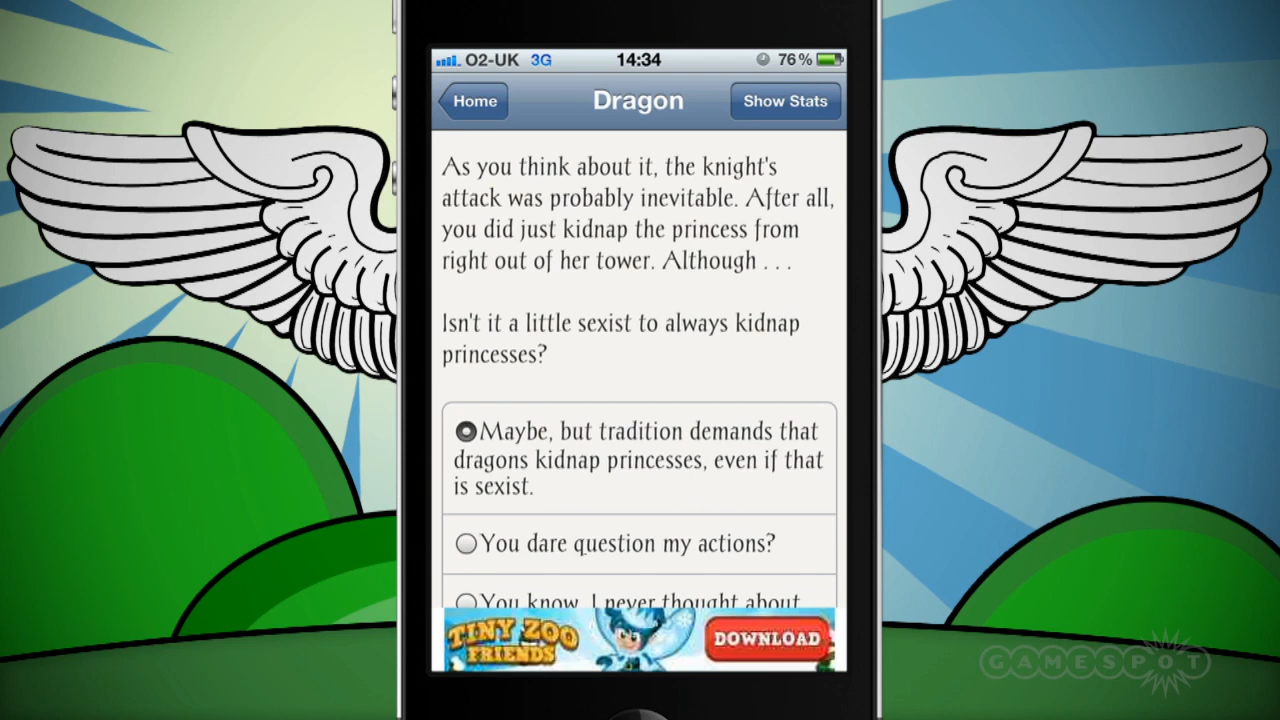 O2-UK 3G 14:34 76%
Home Dragon Show Stats
As you think about it, the knight's
attack was probably inevitable. After all,
you did just kidnap the princess from
right out of her tower. Although . . .
Isn't it a little sexist to always kidnap
princesses?
Maybe, but tradition demands that
dragons kidnap princesses, even if that
is sexist.
You dare question my actions?
You know, I never thought about
TINY ZOO
FRIENDS
DOWNLOAD
GAMESPOT